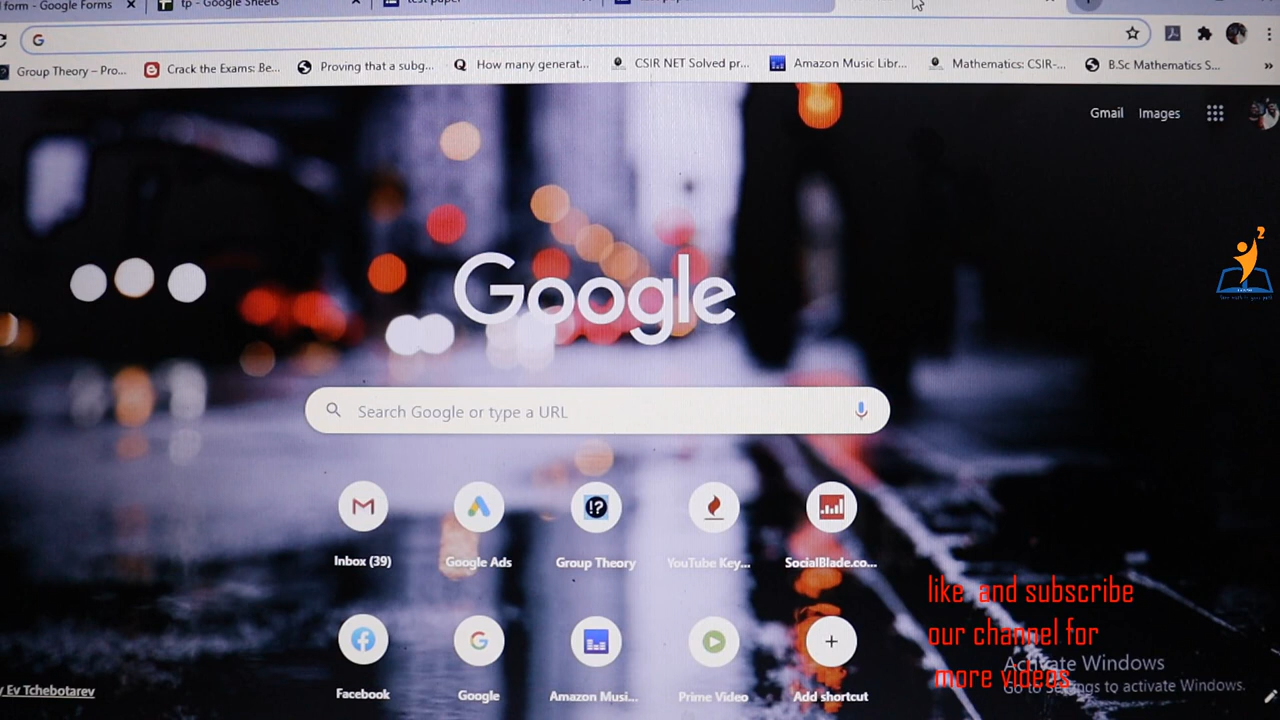 form - Google Forms
tp - Google Sheets
Group Theory – Pro...
Crack the Exams: Be...
Proving that a subg...
How many generat...
CSIR NET Solved pr...
Amazon Music Libr...
Mathematics: CSIR-...
B.Sc Mathematics S...
»
Gmail
Images
2
Google
Search Google or type a URL
Inbox (39)
Google Ads
Group Theory
YouTube Key...
SocialBlade.co...
Facebook
Google
Amazon Musi...
Prime Video
Add shortcut
like and subscribe
our channel for
more videos
Activate Windows
Go to Settings to activate Windows.
y Ev Tchebotarev